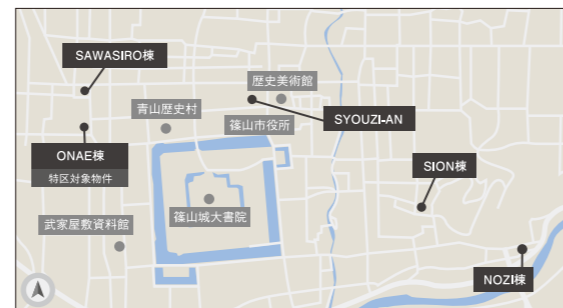 SAWASIRO棟
歴史美術館
青山歴史村
篠山市役所
SYOUZI-AN
ONAE棟
特区対象物件
SION棟
篠山城大書院
武家屋敷資料館
NOZI棟